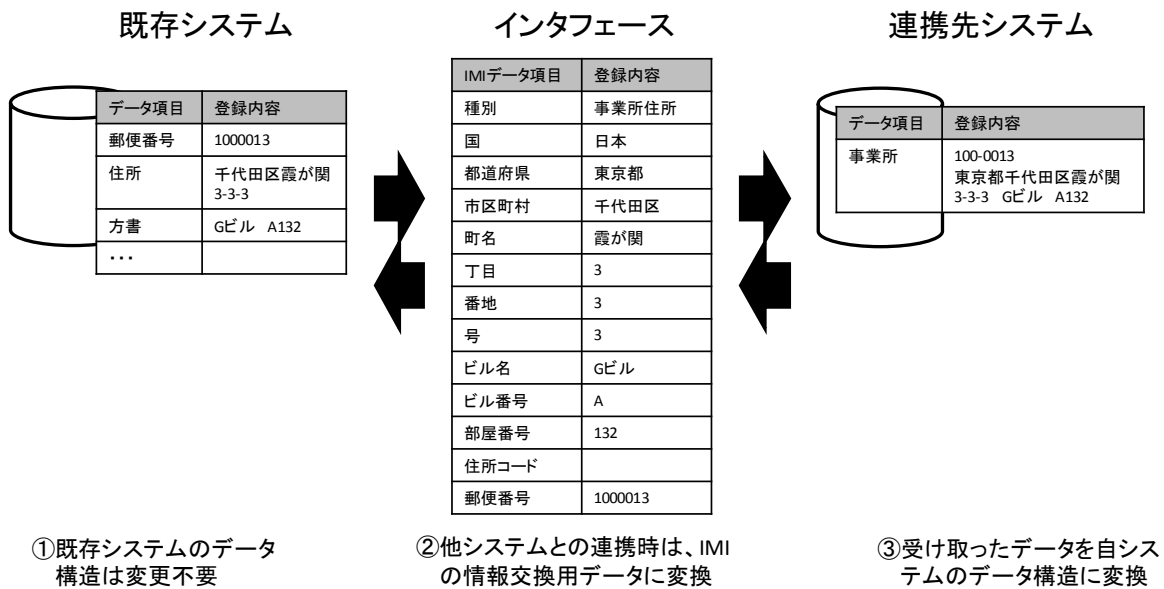 既存システム
インタフェース
連携先システム
データ項目 登録内容
郵便番号 1000013
住所 千代田区霞が関
3-3-3
方書 Gビル A132
・・・
IMIデータ項目 登録内容
種別 事業所住所
国 日本
都道府県 東京都
市区町村 千代田区
町名 霞が関
丁目 3
番地 3
号 3
ビル名 Gビル
ビル番号 A
部屋番号 132
住所コード
郵便番号 1000013
データ項目 登録内容
事業所 100-0013
東京都千代田区霞が関
3-3-3 Gビル A132
①既存システムのデータ
構造は変更不要
②他システムとの連携時は、IMI
の情報交換用データに変換
③受け取ったデータを自シス
テムのデータ構造に変換